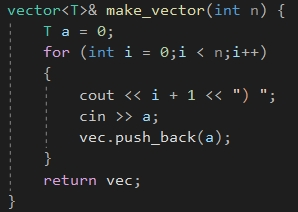 vector<T>& make_vector(int n) {
T a = 0;
for (int i = 0;i < n;i++)
{
cout << i + 1 << ") ";
cin >> a;
vec.push_back(a);
}
return vec;
}